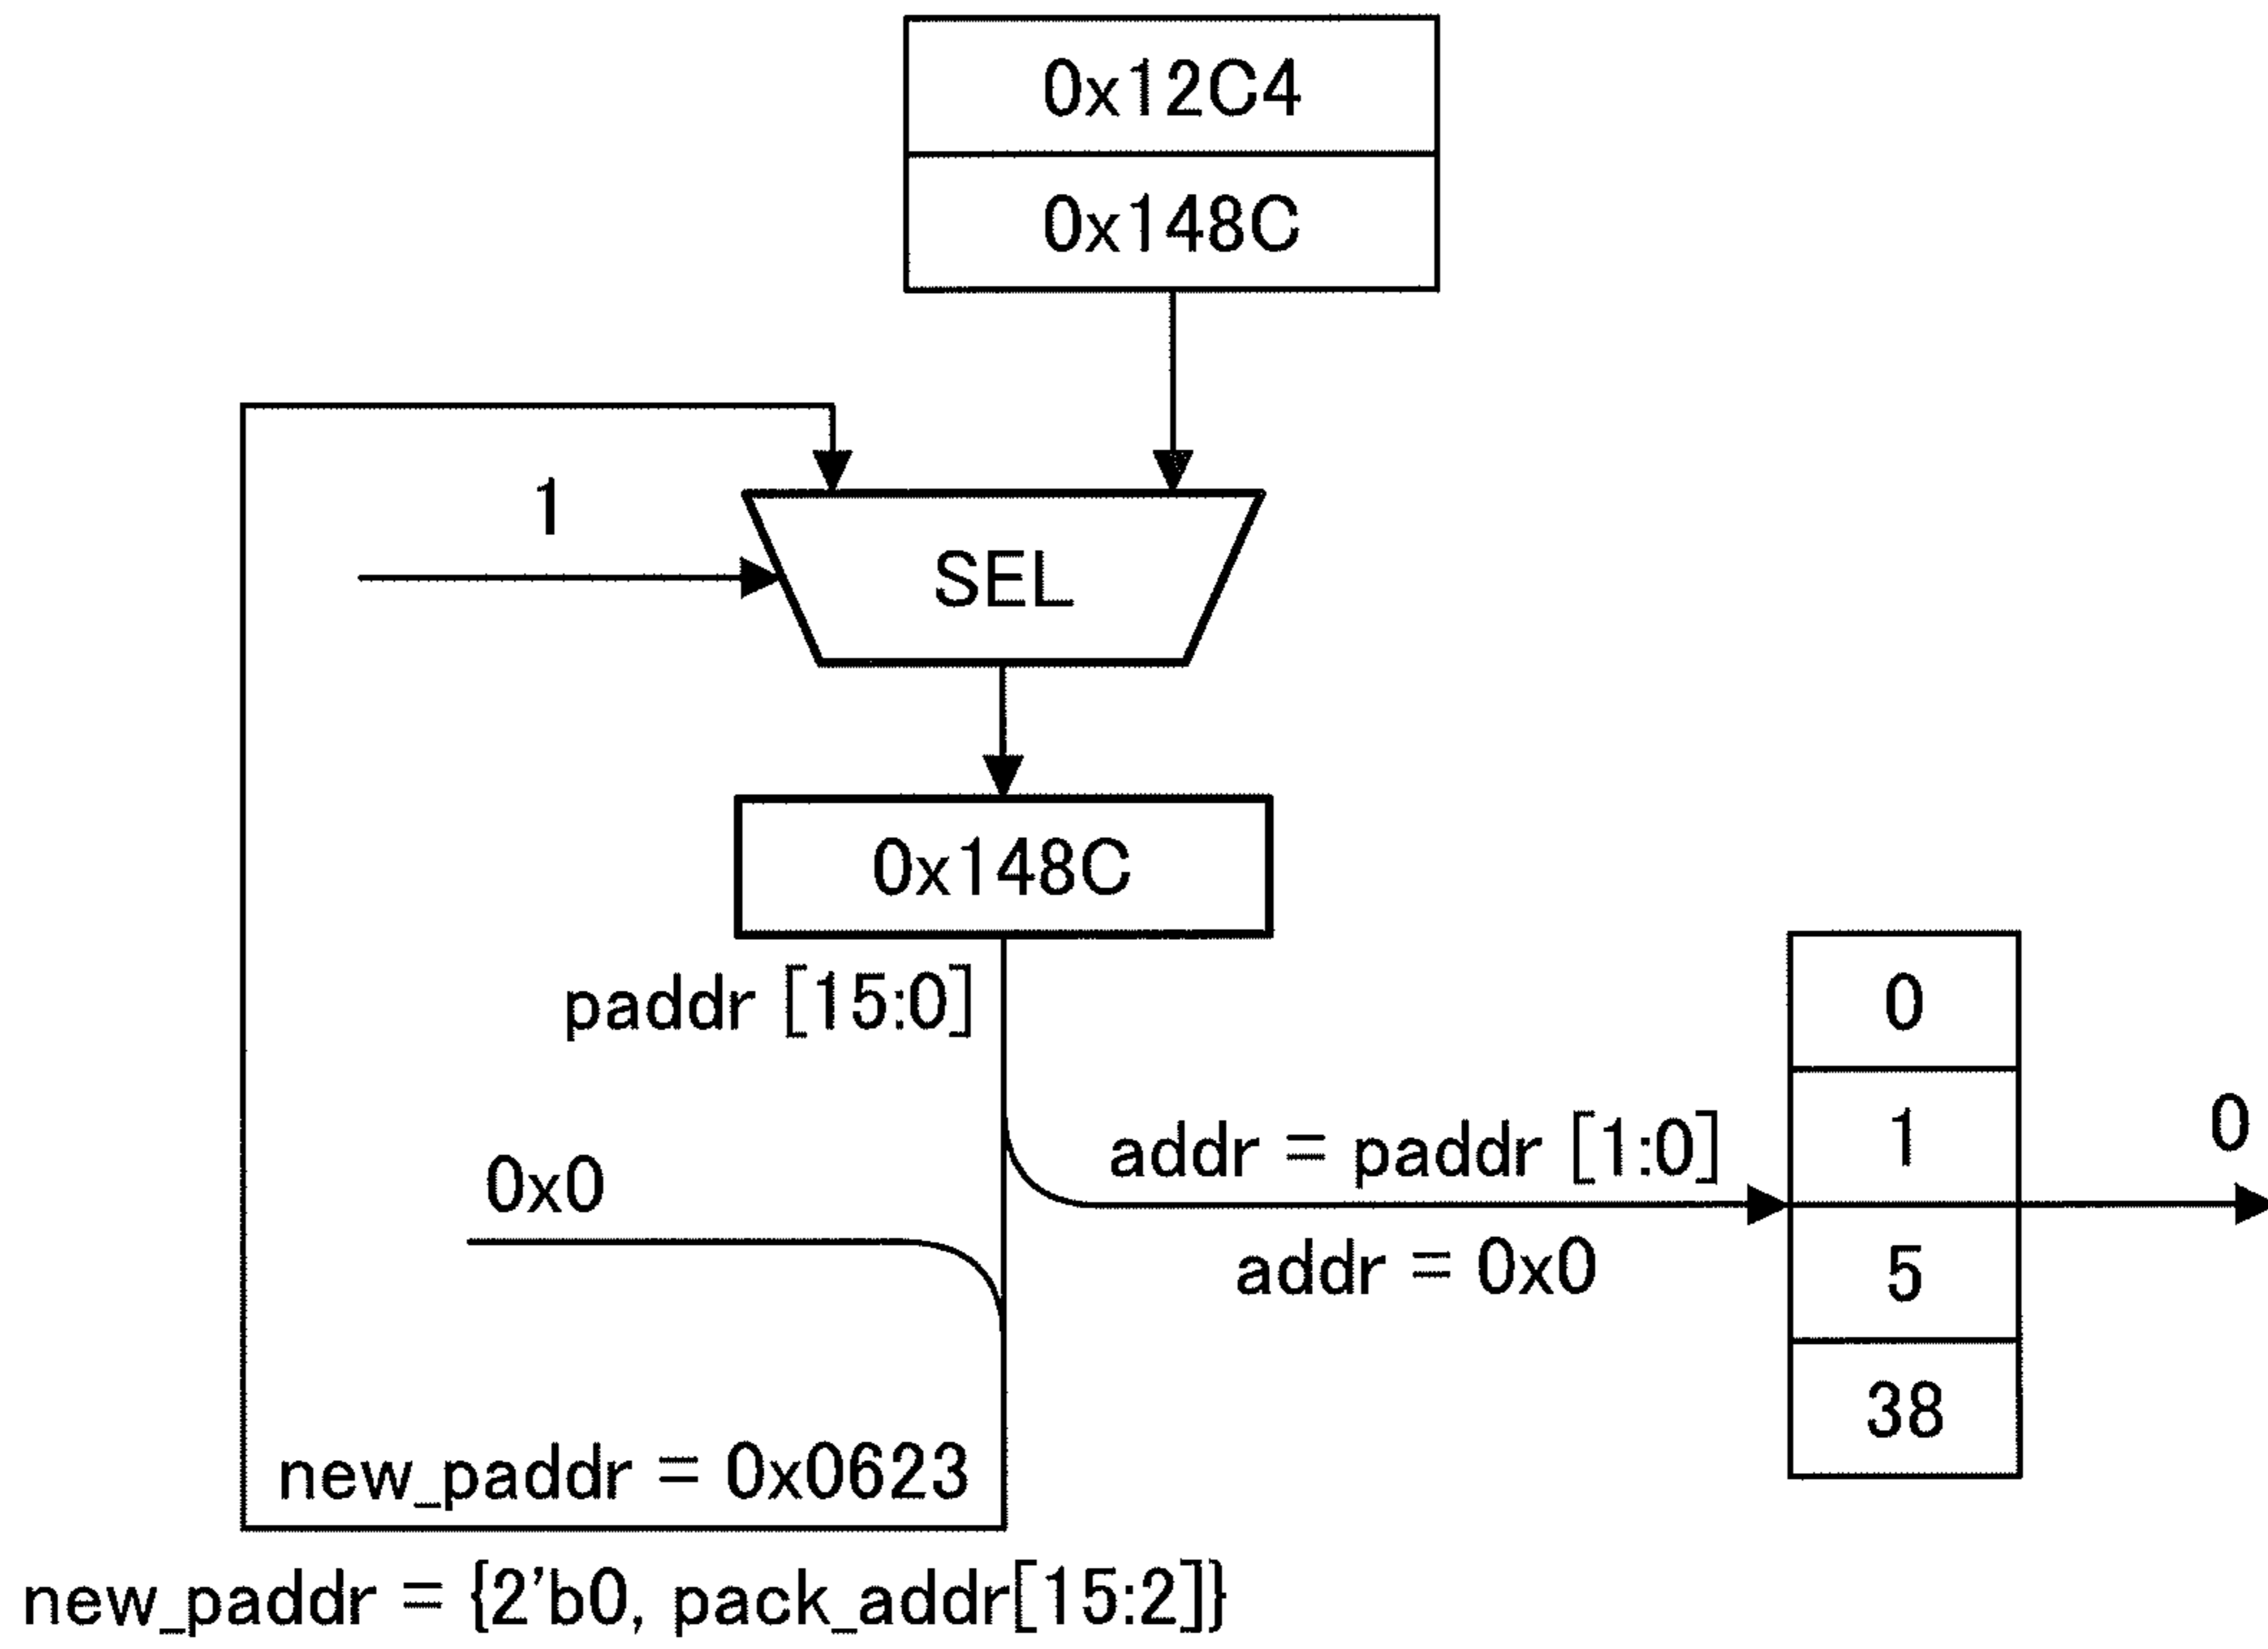 0x12C4
0x148C
1
SEL
0x148C
paddr [15:0]
0
1
5
38
addr = paddr [1:0]
0
0x0
addr = 0x0
new_paddr = 0x0623
new_paddr = {2'b0, pack_addr[15:2]}